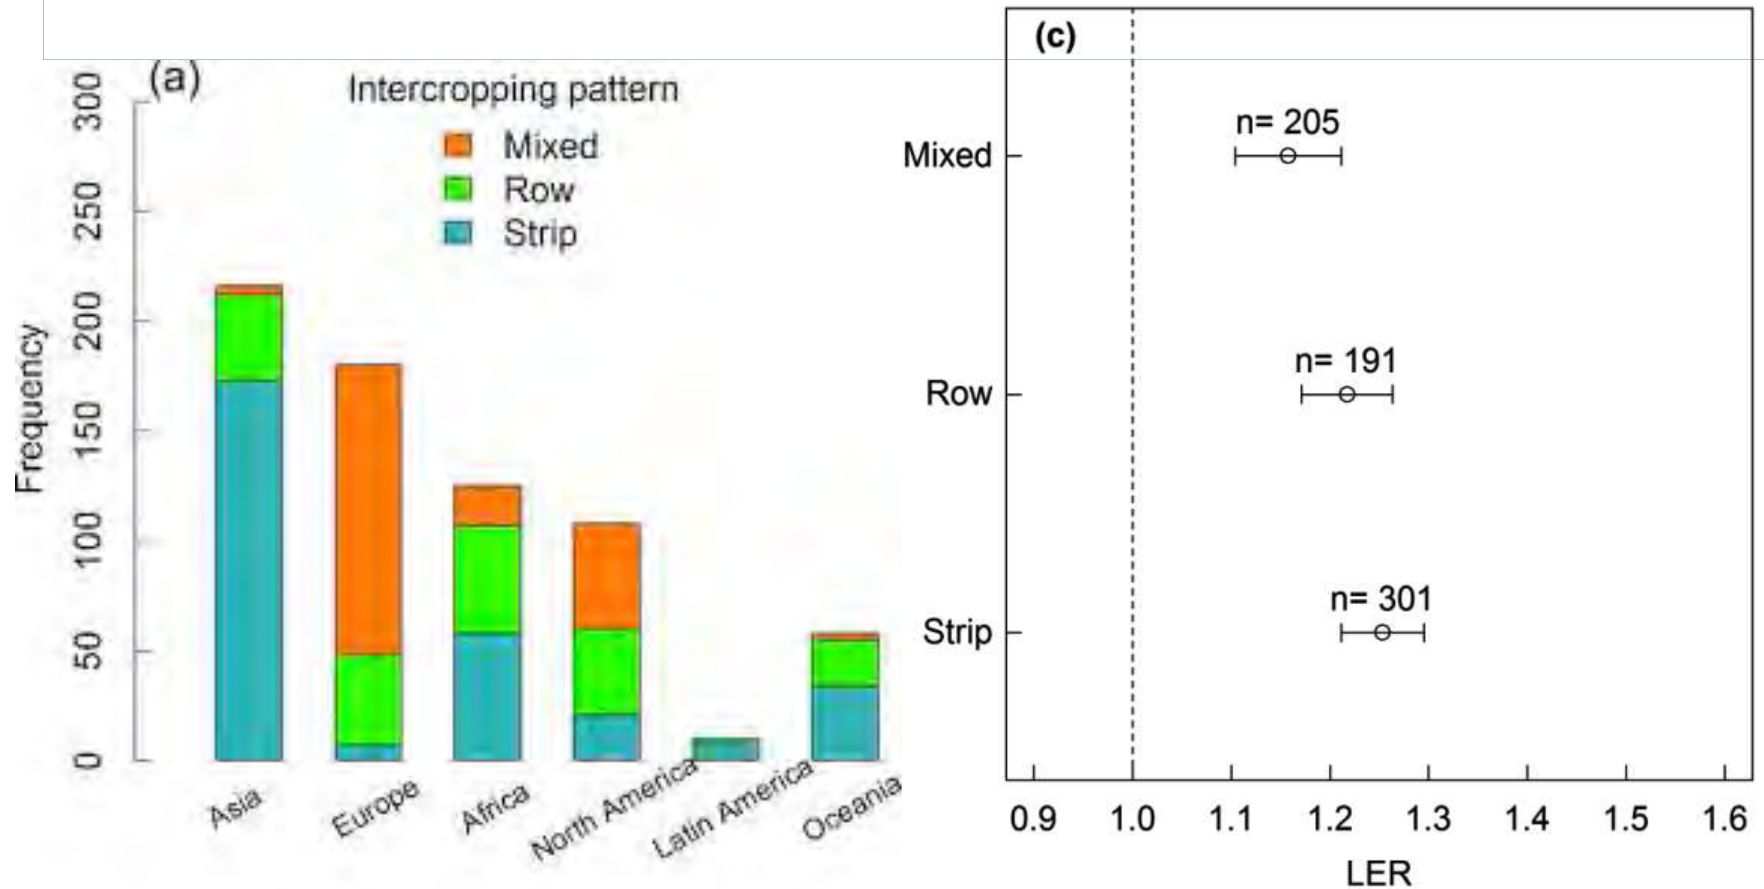 (a)
Intercropping pattern
Mixed
Row
Strip
Frequency
300
250
200
150
100
50
0
Asia
Europe
Africa
North America
Latin America
Oceania
(c)
n= 205
Mixed
n= 191
Row
n= 301
Strip
0.9 1.0 1.1 1.2 1.3 1.4 1.5 1.6
LER